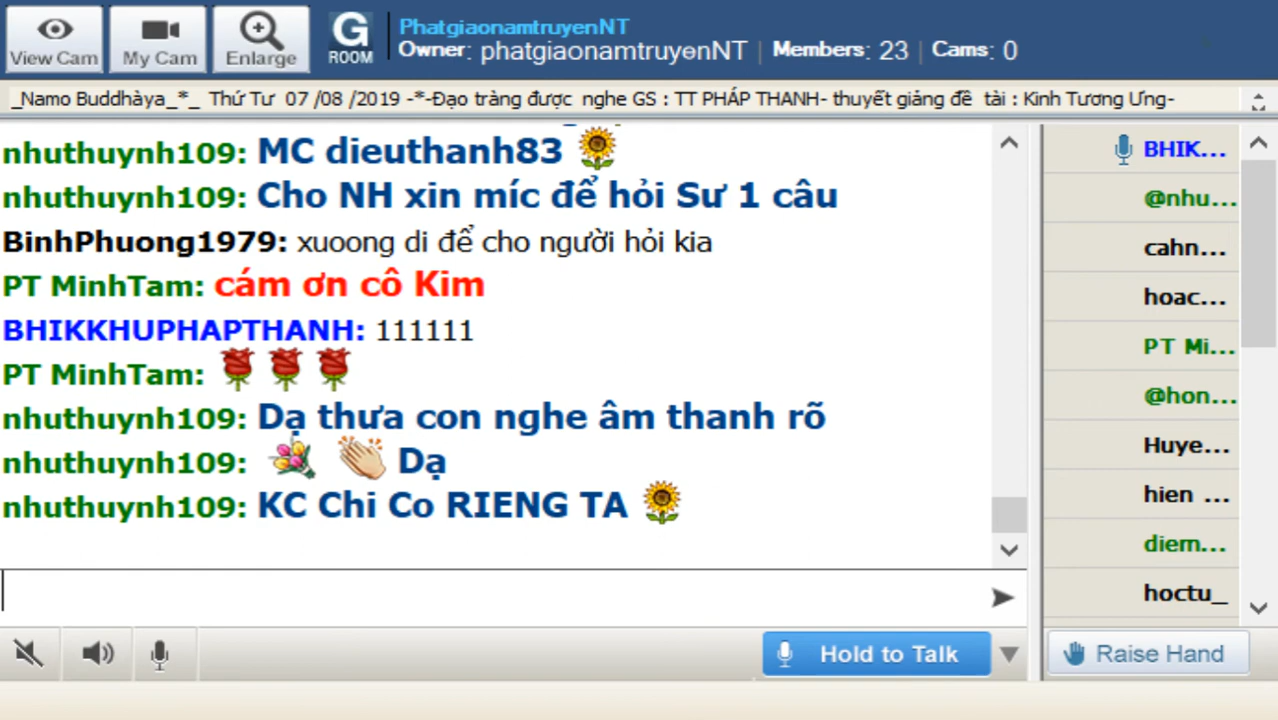 View Cam
My Cam
Enlarge
G
ROOM
PhatgiaonamtruyenNT
Owner: phatgiaonamtruyenNT | Members: 23 | Cams: 0
_Namo Buddhàya_*_ Thứ Tư 07 /08 /2019 -*-Đạo tràng được nghe GS : TT PHÁP THANH- thuyết giảng đề tài : Kinh Tương Ưng-
nhuthuynh109: MC dieuthanh83
nhuthuynh109: Cho NH xin míc để hỏi Sư 1 câu
BinhPhuong1979: xuoong di để cho người hỏi kia
PT MinhTam: cám ơn cô Kim
BHIKKHUPHAPTHANH: 111111
PT MinhTam:
nhuthuynh109: Dạ thưa con nghe âm thanh rõ
nhuthuynh109: Dạ
nhuthuynh109: KC Chi Co RIENG TA
BHIK...
@nhu...
cahn...
hoac...
PT Mi...
@hon...
Huye...
hien ...
diem...
hoctu_
Hold to Talk
Raise Hand